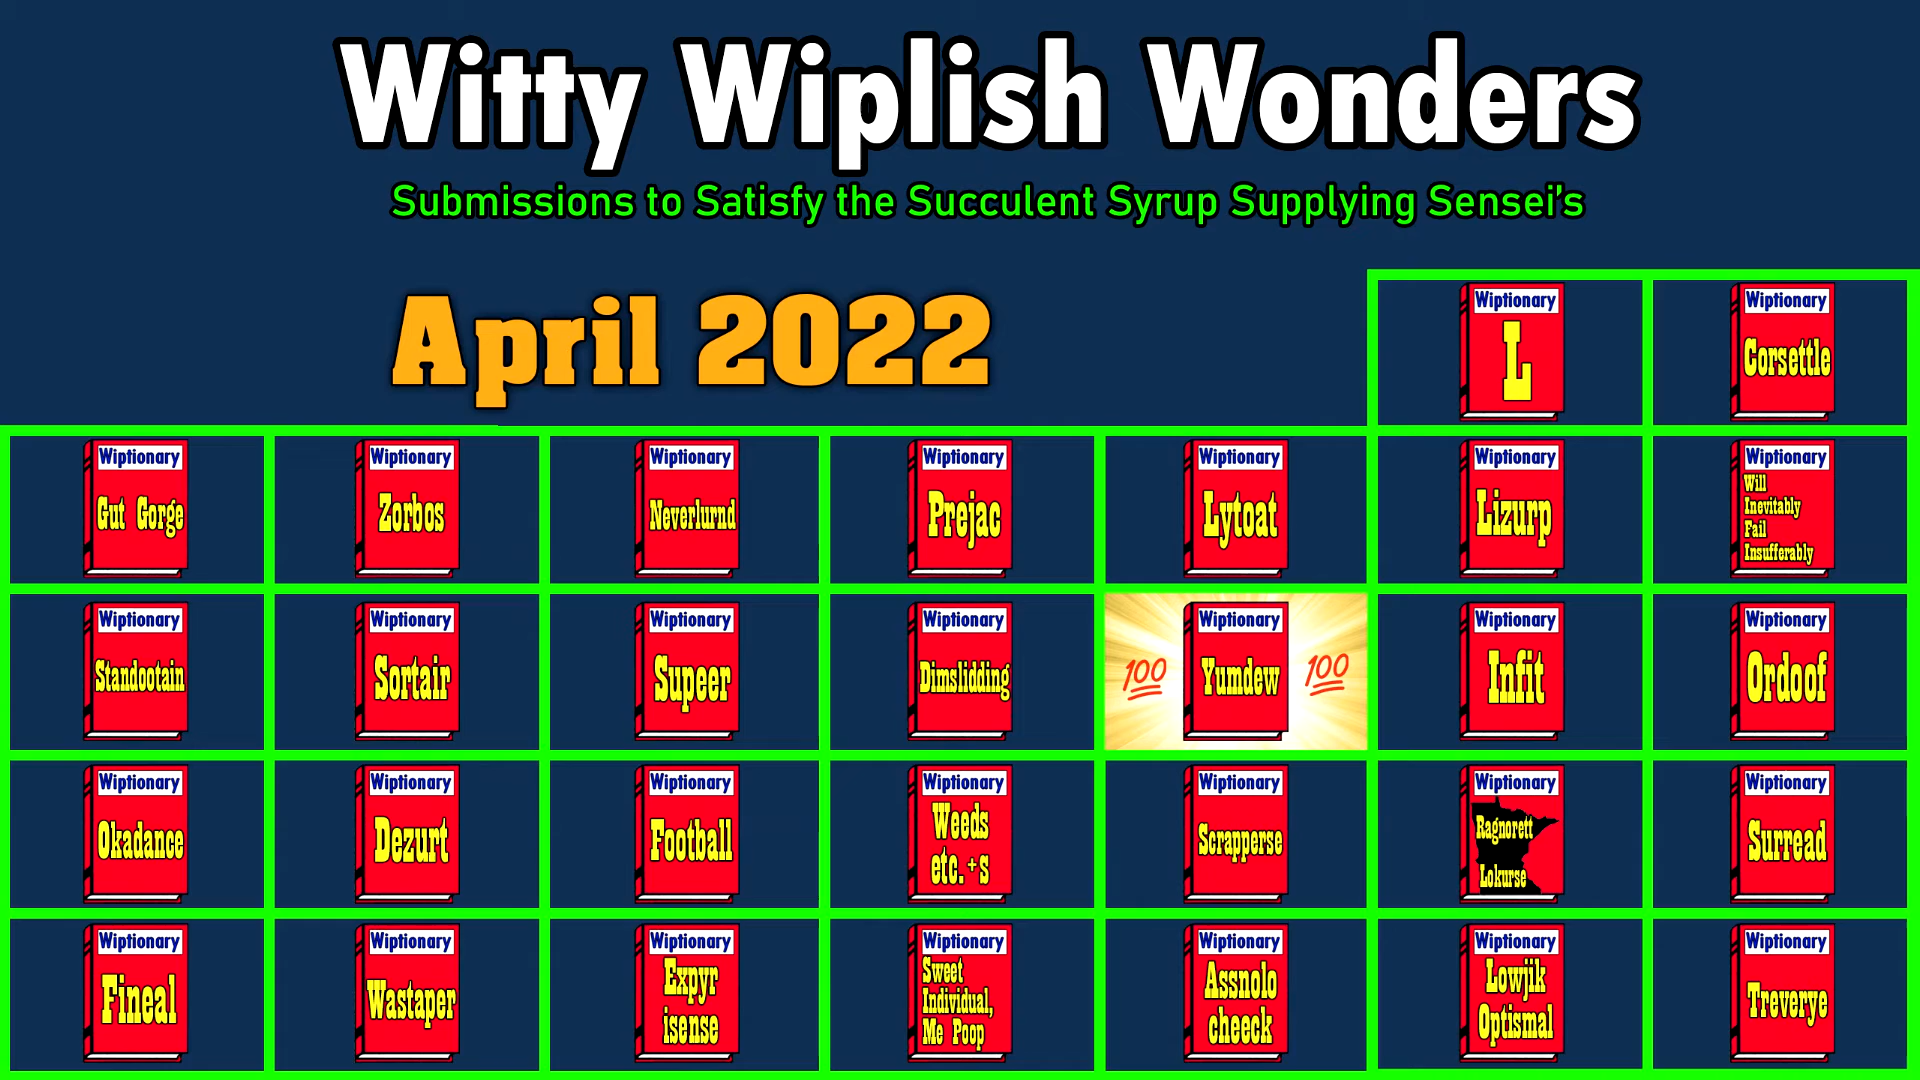 Witty Wiplish Wonders
Submissions to Satisfy the Succulent Syrup Supplying Sensei's
April 2022
Wiptionary
L
Wiptionary
Corsettle
Wiptionary
Gut Gorge
Wiptionary
Zorbos
Wiptionary
Neverlurnd
Wiptionary
Prejac
Wiptionary
Lytoat
Wiptionary
Lizurp
Wiptionary
Will
Inevitably
Fail
Insufferably
Wiptionary
Standootain
Wiptionary
Sortair
Wiptionary
Supeer
Wiptionary
Dimslidding
100
Wiptionary
Yumdew
100
Wiptionary
Infit
Wiptionary
Ordoof
Wiptionary
Okadance
Wiptionary
Dezurt
Wiptionary
Football
Wiptionary
Weeds
etc. +s
Wiptionary
Scrapperse
Wiptionary
Ragnorett
Lokurse
Wiptionary
Surread
Wiptionary
Fineal
Wiptionary
Wastaper
Wiptionary
Expyr
isense
Wiptionary
Sweet
Individual,
Me Poop
Wiptionary
Assnolo
cheeck
Wiptionary
Lowjik
Optismal
Wiptionary
Treverye